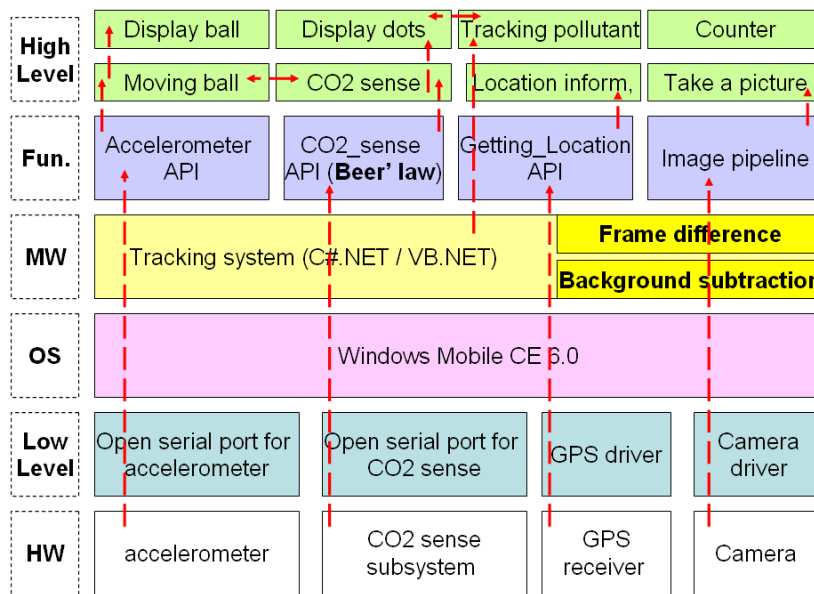 High
Level
Display ball
Display dots
Tracking pollutant
Counter
Moving ball
CO2 sense
Location inform,
Take a picture
Fun.
Accelerometer
API
CO2_sense
API (Beer' law)
Getting_Location
API
Image pipeline
MW
Tracking system (C#.NET / VB.NET)
Frame difference
Background subtraction
OS
Windows Mobile CE 6.0
Low
Level
Open serial port for
accelerometer
Open serial port for
CO2 sense
GPS driver
Camera
driver
HW
accelerometer
CO2 sense
subsystem
GPS
receiver
Camera